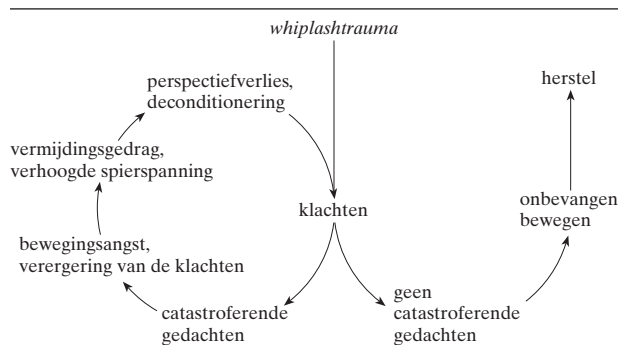 whiplashtrauma
perspectiefverlies,
deconditionering
herstel
vermijdingsgedrag,
verhoogde spierspanning
klachten
onbevangen
bewegen
bewegingsangst,
verergering van de klachten
catastroferende
gedachten
geen
catastroferende
gedachten